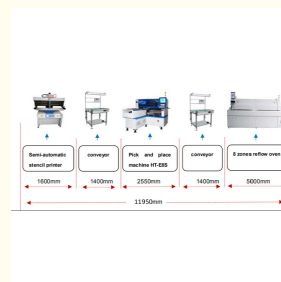 Semi-automatic
stencil printer
conveyor
Pick and place
machine HT-E8S
conveyor
8 zones reflow oven
1600mm
1400mm
2550mm
1400mm
5000mm
11950mm